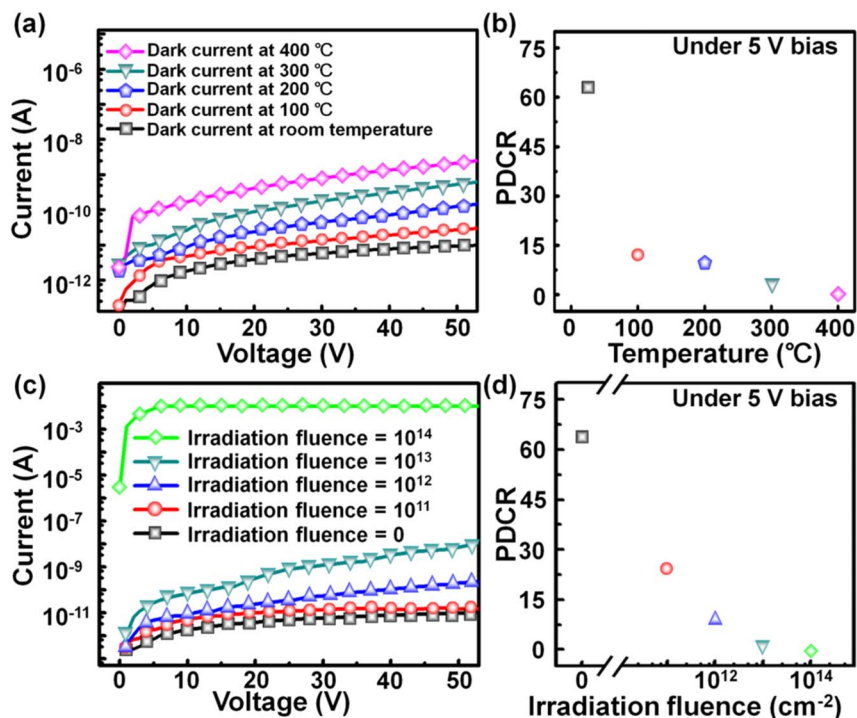 (a)
Current (A)
10⁻⁶
10⁻⁸
10⁻¹⁰
10⁻¹²
Dark current at 400 ℃
Dark current at 300 ℃
Dark current at 200 ℃
Dark current at 100 ℃
Dark current at room temperature
0 10 20 30 40 50
Voltage (V)
(b)
Under 5 V bias
PDCR
75
60
45
30
15
0
0 100 200 300 400
Temperature (℃)
(c)
Current (A)
10⁻³
10⁻⁵
10⁻⁷
10⁻⁹
10⁻¹¹
Irradiation fluence = 10¹⁴
Irradiation fluence = 10¹³
Irradiation fluence = 10¹²
Irradiation fluence = 10¹¹
Irradiation fluence = 0
0 10 20 30 40 50
Voltage (V)
(d)
Under 5 V bias
PDCR
75
60
45
30
15
0
0 10¹² 10¹⁴
Irradiation fluence (cm⁻²)